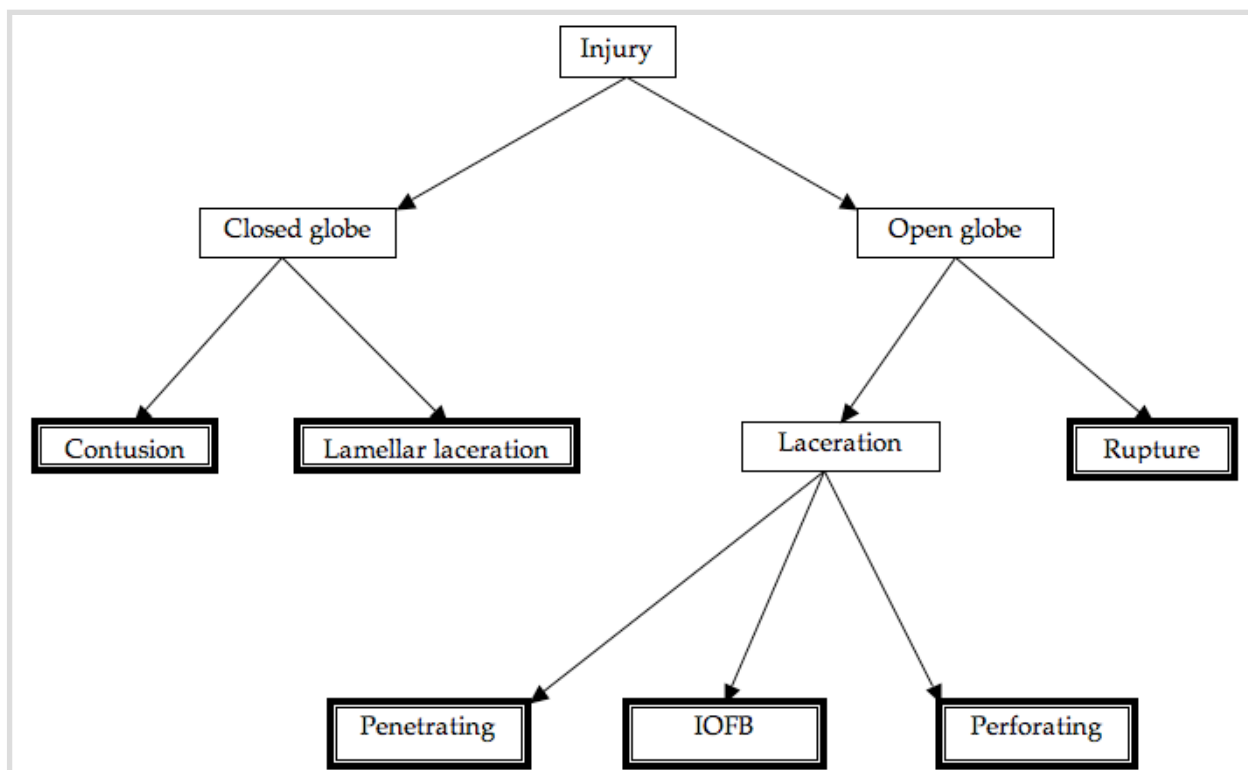 Injury
Closed globe
Open globe
Contusion
Lamellar laceration
Laceration
Rupture
Penetrating
IOFB
Perforating